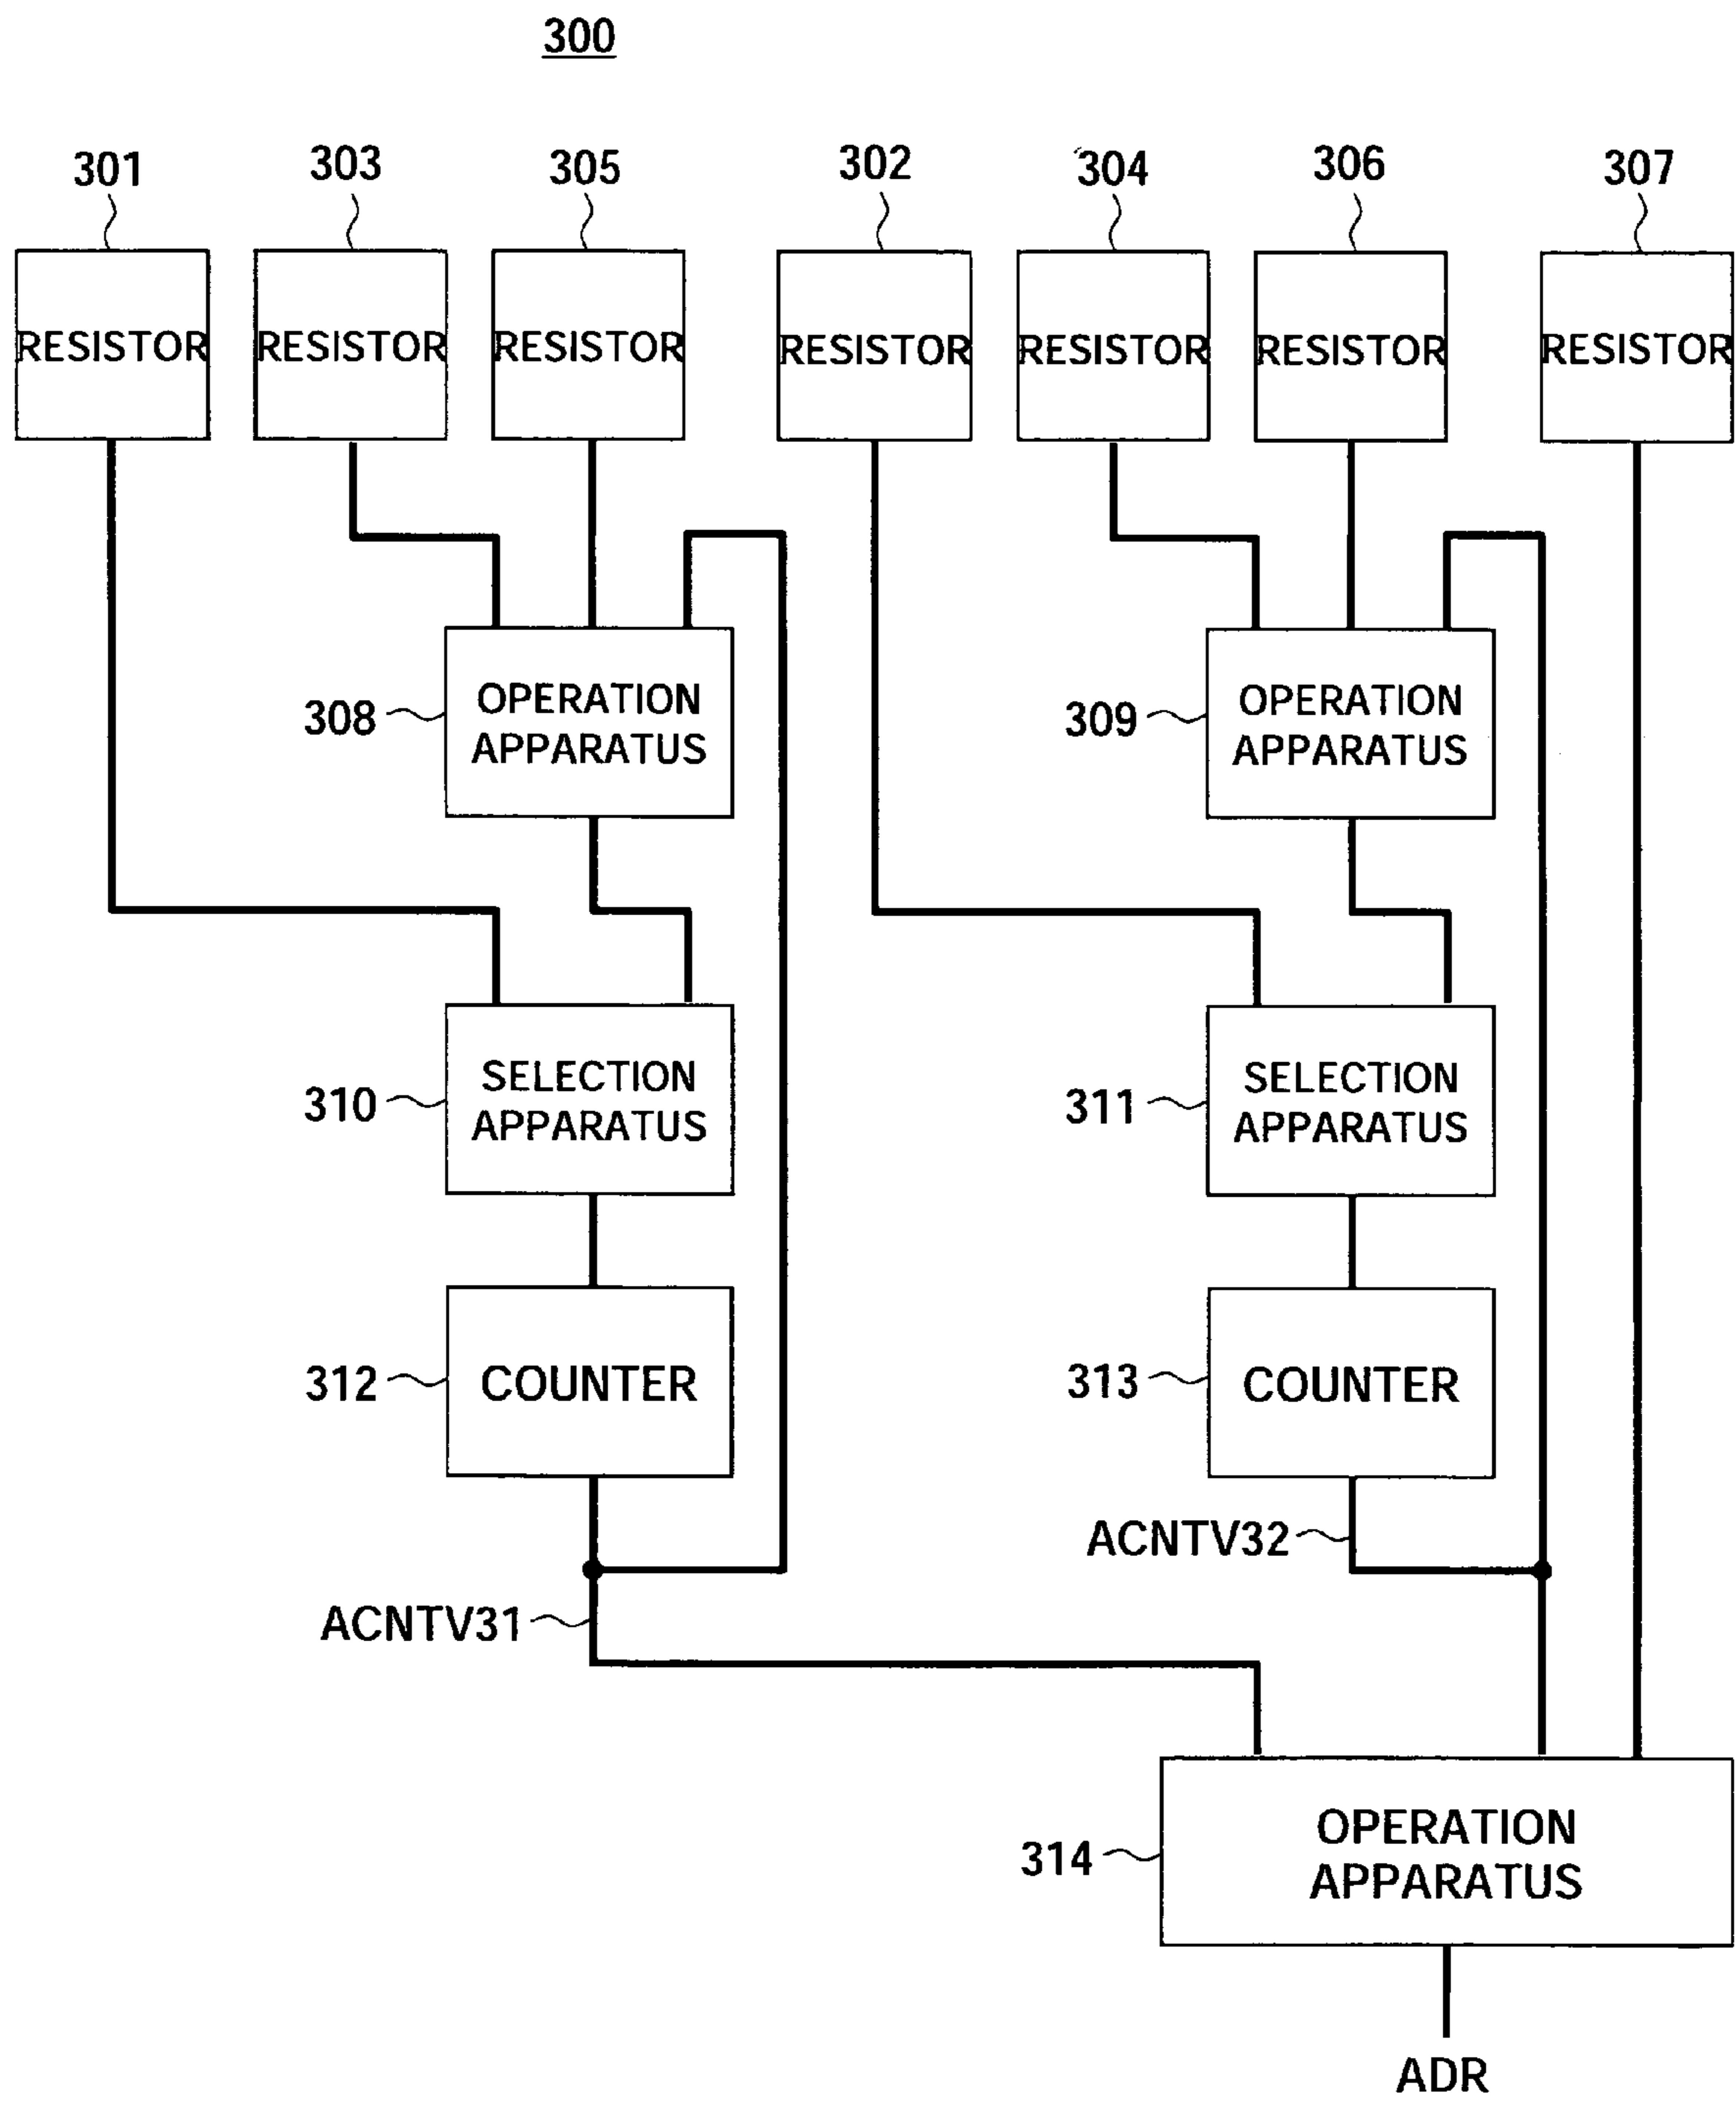 300
301 303 305 302 304 306 307
RESISTOR RESISTOR RESISTOR RESISTOR RESISTOR RESISTOR RESISTOR
308 OPERATION APPARATUS
309 OPERATION APPARATUS
310 SELECTION APPARATUS
311 SELECTION APPARATUS
312 COUNTER
313 COUNTER
ACNTV32
ACNTV31
314 OPERATION APPARATUS
ADR